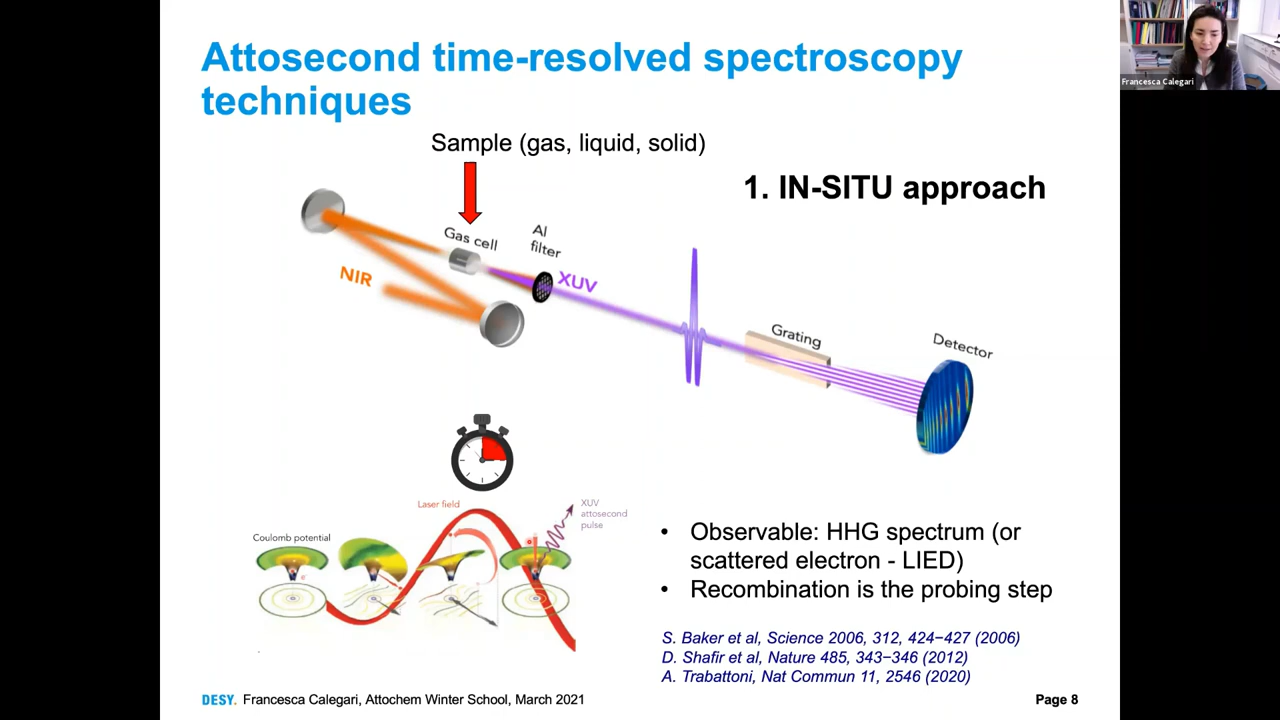 Attosecond time-resolved spectroscopy
techniques
Francesca Calegari
Sample (gas, liquid, solid)
1. IN-SITU approach
Gas cell
Al
filter
NIR
XUV
Grating
Detector
Laser field
XUV
attosecond
pulse
Coulomb potential
• Observable: HHG spectrum (or
scattered electron - LIED)
• Recombination is the probing step
S. Baker et al, Science 2006, 312, 424−427 (2006)
D. Shafir et al, Nature 485, 343−346 (2012)
A. Trabattoni, Nat Commun 11, 2546 (2020)
DESY. Francesca Calegari, Attochem Winter School, March 2021
Page 8